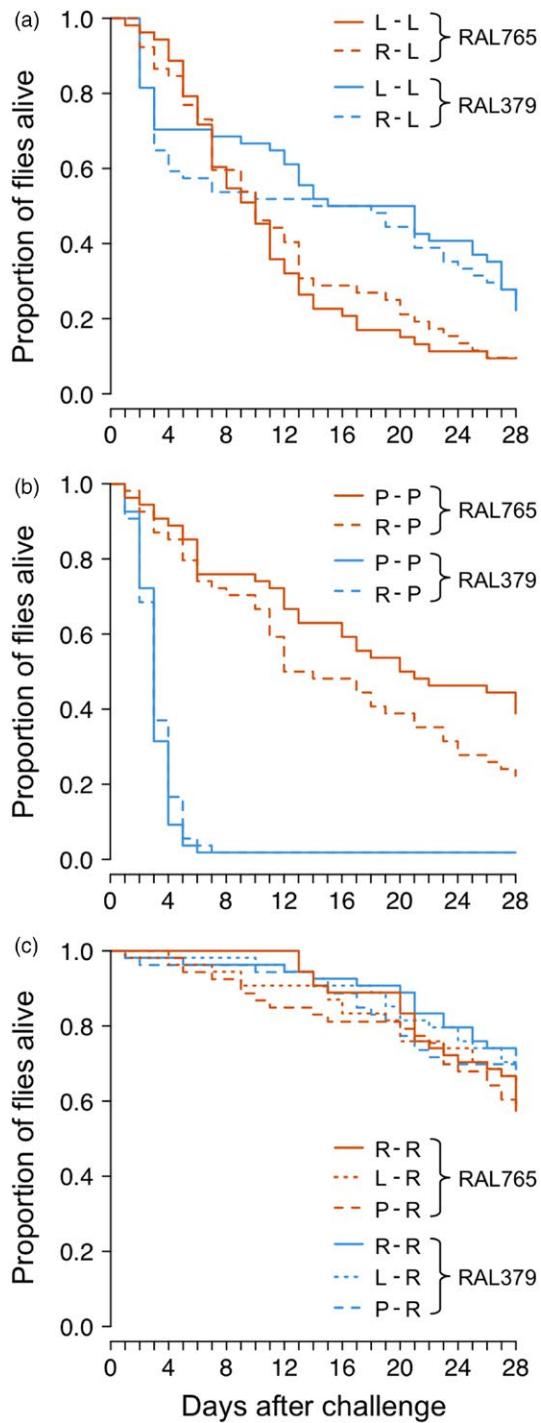 (a)
1.0
0.8
0.6
0.4
0.2
0.0
Proportion of flies alive
L - L
R - L
RAL765
L - L
R - L
RAL379
0 4 8 12 16 20 24 28
(b)
1.0
0.8
0.6
0.4
0.2
0.0
Proportion of flies alive
P - P
R - P
RAL765
P - P
R - P
RAL379
0 4 8 12 16 20 24 28
(c)
1.0
0.8
0.6
0.4
0.2
0.0
Proportion of flies alive
R - R
L - R
P - R
RAL765
R - R
L - R
P - R
RAL379
0 4 8 12 16 20 24 28
Days after challenge